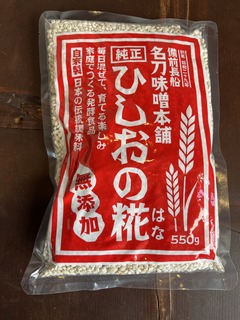 備前長船
名刀味噌本舗
純正
ひしおの糀
はな
毎日混ぜて、育てる楽しみ
家庭でつくる発酵食品
自家製 日本の伝統調味料
無添加
550g